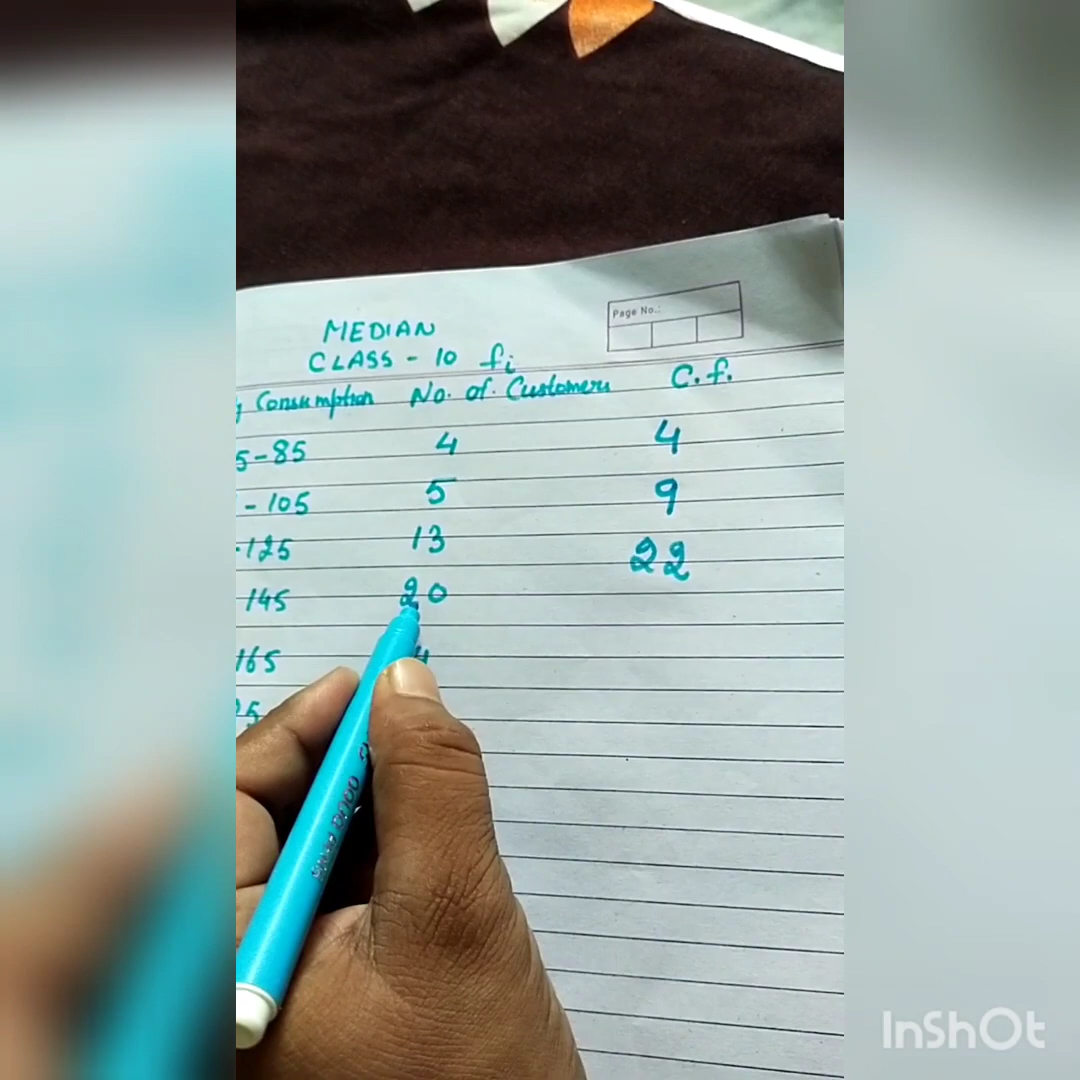 Page No.:
MEDIAN
CLASS - 10 fi
Consumption No. of. Customers C.f.
5-85 4 4
- 105 5 9
-125 13 22
145 20
165 4
InShOt